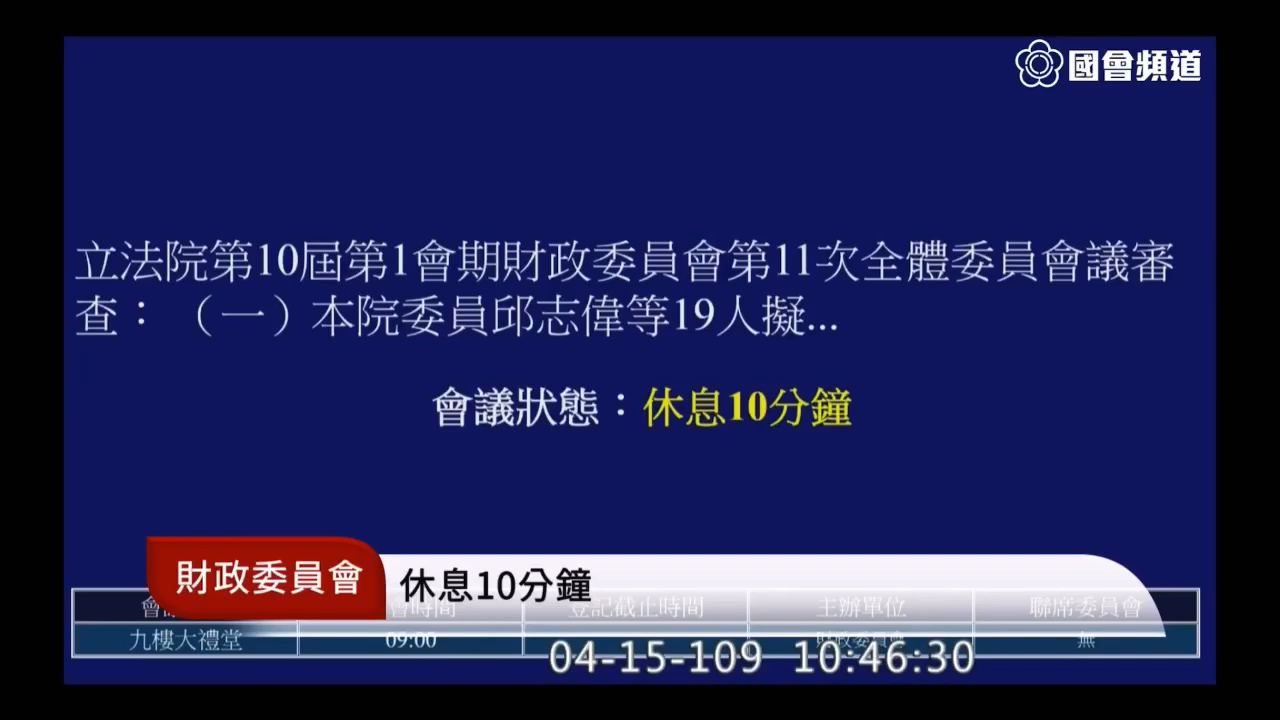 國會頻道
立法院第10屆第1會期財政委員會第11次全體委員會議審
查：（一）本院委員邱志偉等19人擬...
會議狀態：休息10分鐘
財政委員會
休息10分鐘
登記截止時間 主辦單位 聯席委員會
九樓大禮堂 09:00 財政委員會 無
04-15-109 10:46:30